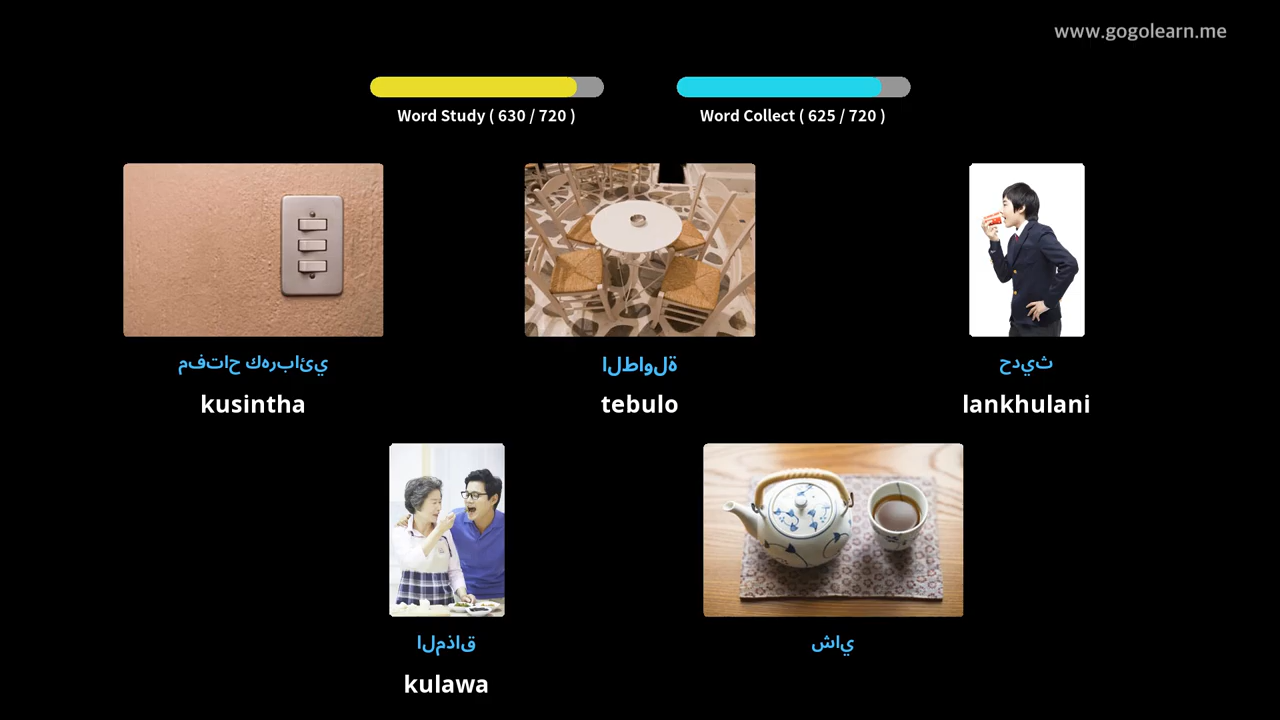 www.gogolearn.me
Word Study ( 630 / 720 )
Word Collect ( 625 / 720 )
مفتاح كهربائي
الطاولة
حديث
kusintha
tebulo
lankhulani
المذاق
شاي
kulawa